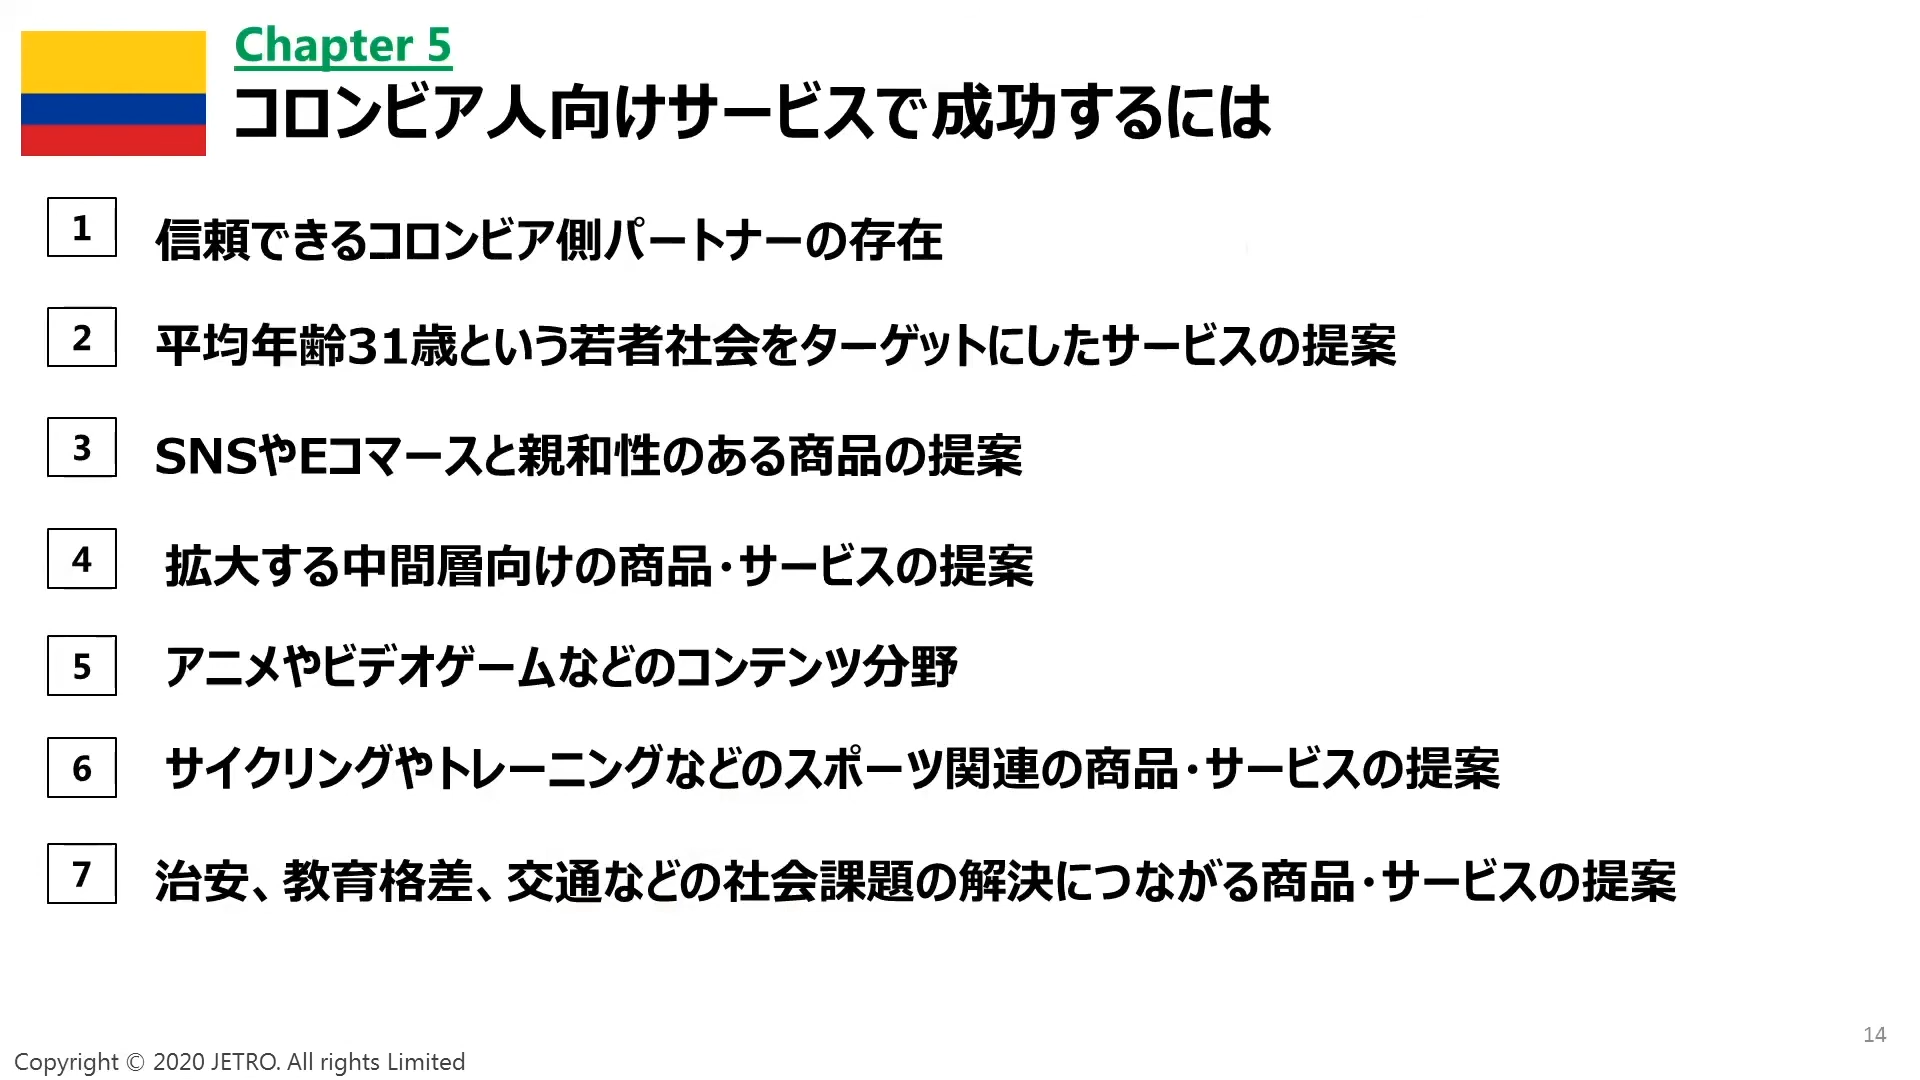 Chapter 5
コロンビア人向けサービスで成功するには
1 信頼できるコロンビア側パートナーの存在
2 平均年齢31歳という若者社会をターゲットにしたサービスの提案
3 SNSやEコマースと親和性のある商品の提案
4 拡大する中間層向けの商品・サービスの提案
5 アニメやビデオゲームなどのコンテンツ分野
6 サイクリングやトレーニングなどのスポーツ関連の商品・サービスの提案
7 治安、教育格差、交通などの社会課題の解決につながる商品・サービスの提案
14
Copyright © 2020 JETRO. All rights Limited